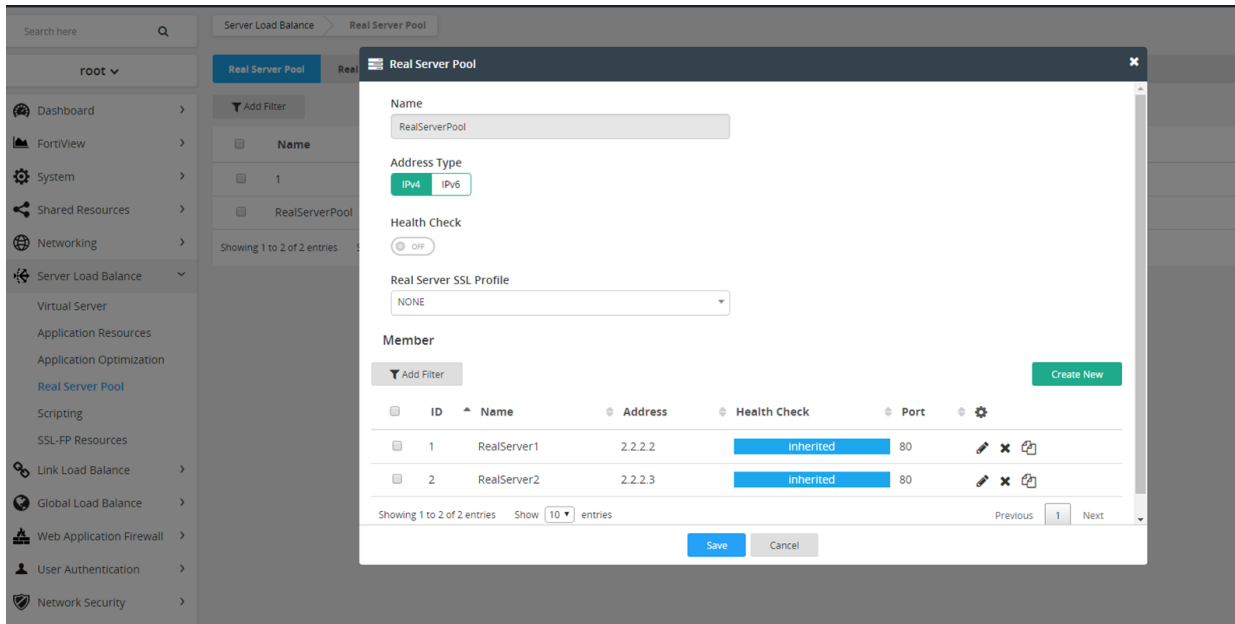 Search here
root
Dashboard
FortiView
System
Shared Resources
Networking
Server Load Balance
Virtual Server
Application Resources
Application Optimization
Real Server Pool
Scripting
SSL-FP Resources
Link Load Balance
Global Load Balance
Web Application Firewall
User Authentication
Network Security
Server Load Balance Real Server Pool
Real Server Pool Real
Add Filter
Name
1
RealServerPool
Showing 1 to 2 of 2 entries S
Real Server Pool
Name
RealServerPool
Address Type
IPv4 IPv6
Health Check
OFF
Real Server SSL Profile
NONE
Member
Add Filter Create New
ID Name Address Health Check Port
1 RealServer1 2.2.2.2 inherited 80
2 RealServer2 2.2.2.3 inherited 80
Showing 1 to 2 of 2 entries Show 10 entries Previous 1 Next
Save Cancel